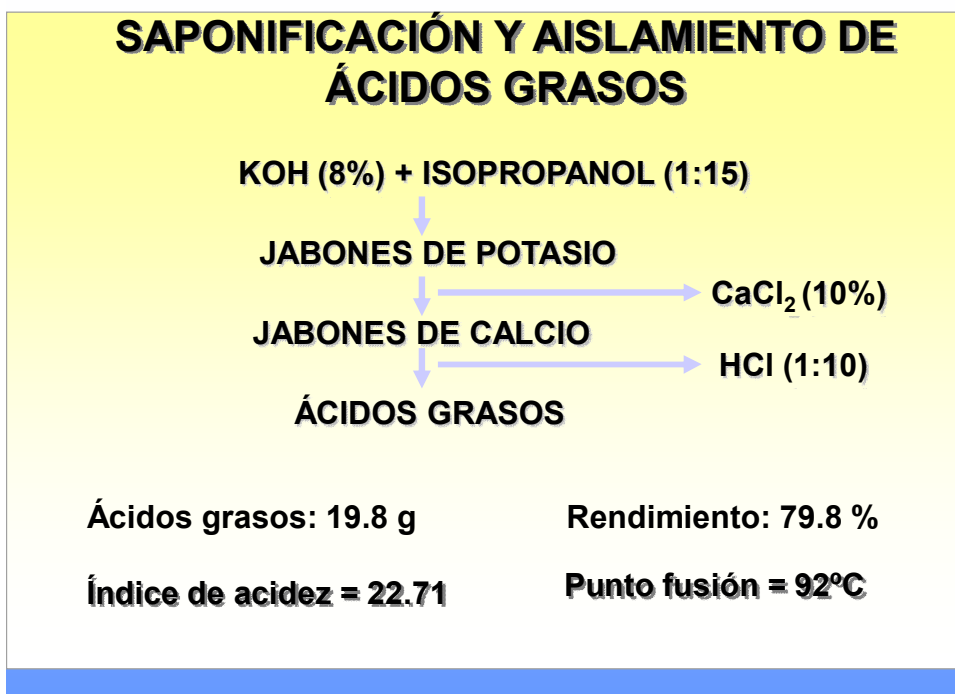 SAPONIFICACIÓN Y AISLAMIENTO DE
ÁCIDOS GRASOS
KOH (8%) + ISOPROPANOL (1:15)
JABONES DE POTASIO
CaCl₂ (10%)
JABONES DE CALCIO
HCl (1:10)
ÁCIDOS GRASOS
Ácidos grasos: 19.8 g
Rendimiento: 79.8 %
Índice de acidez = 22.71
Punto fusión = 92ºC